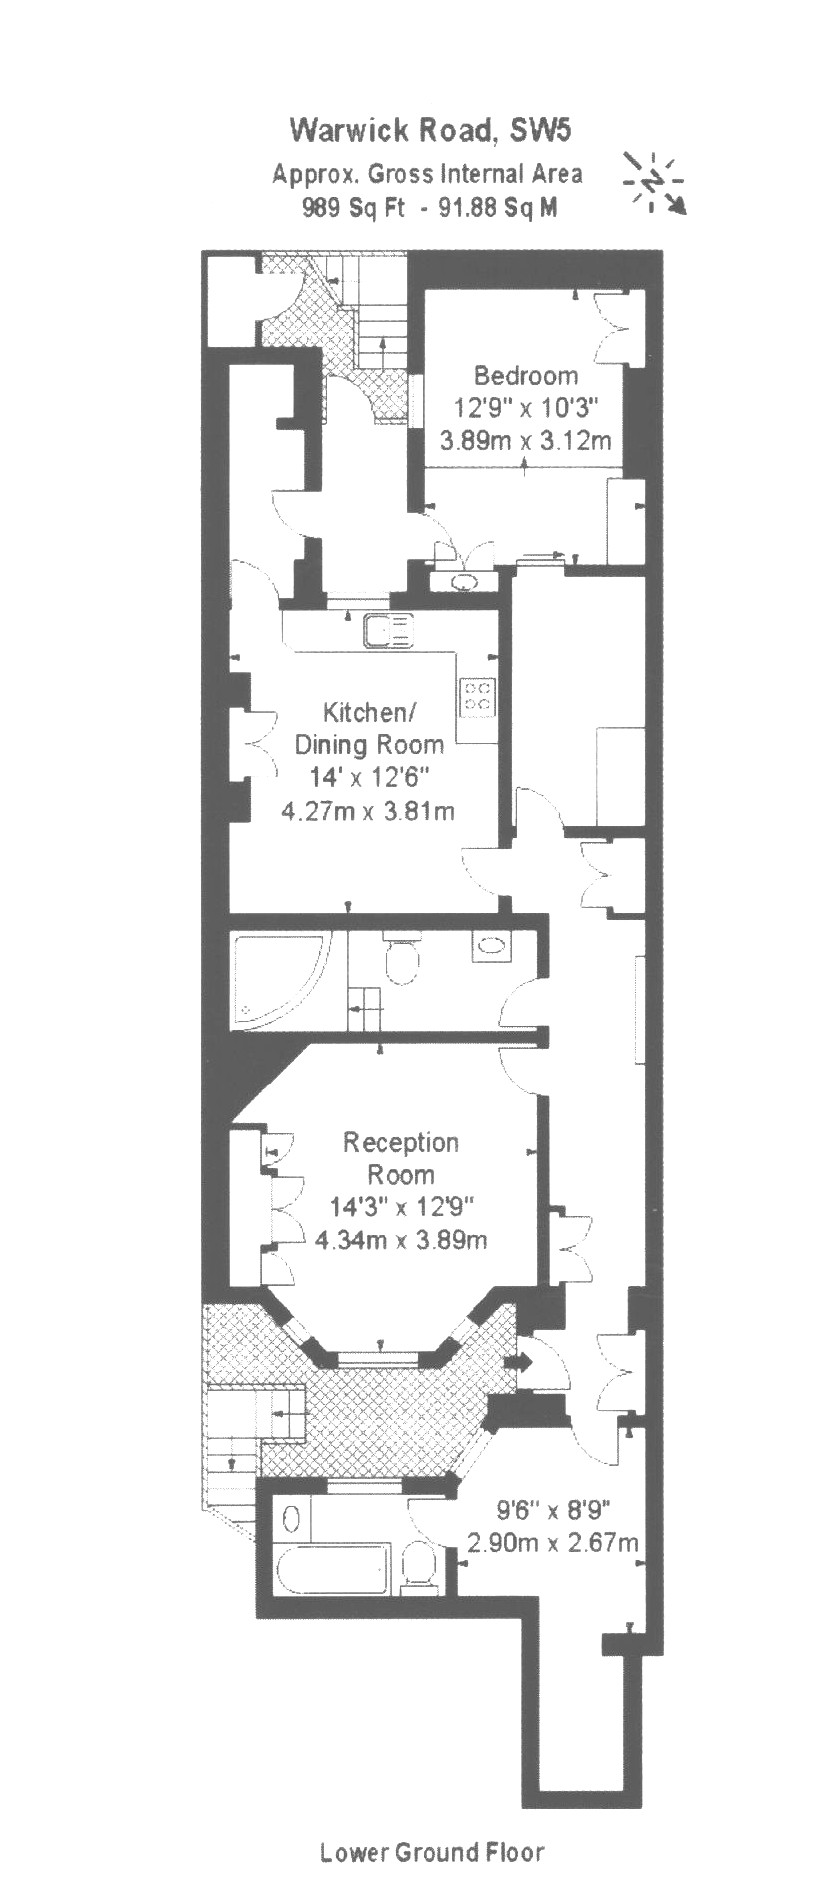 Warwick Road, SW5
Approx. Gross Internal Area
989 Sq Ft - 91.88 Sq M
N
Bedroom
12'9" x 10'3"
3.89m x 3.12m
Kitchen/
Dining Room
14' x 12'6"
4.27m x 3.81m
Reception
Room
14'3" x 12'9"
4.34m x 3.89m
9'6" x 8'9"
2.90m x 2.67m
Lower Ground Floor